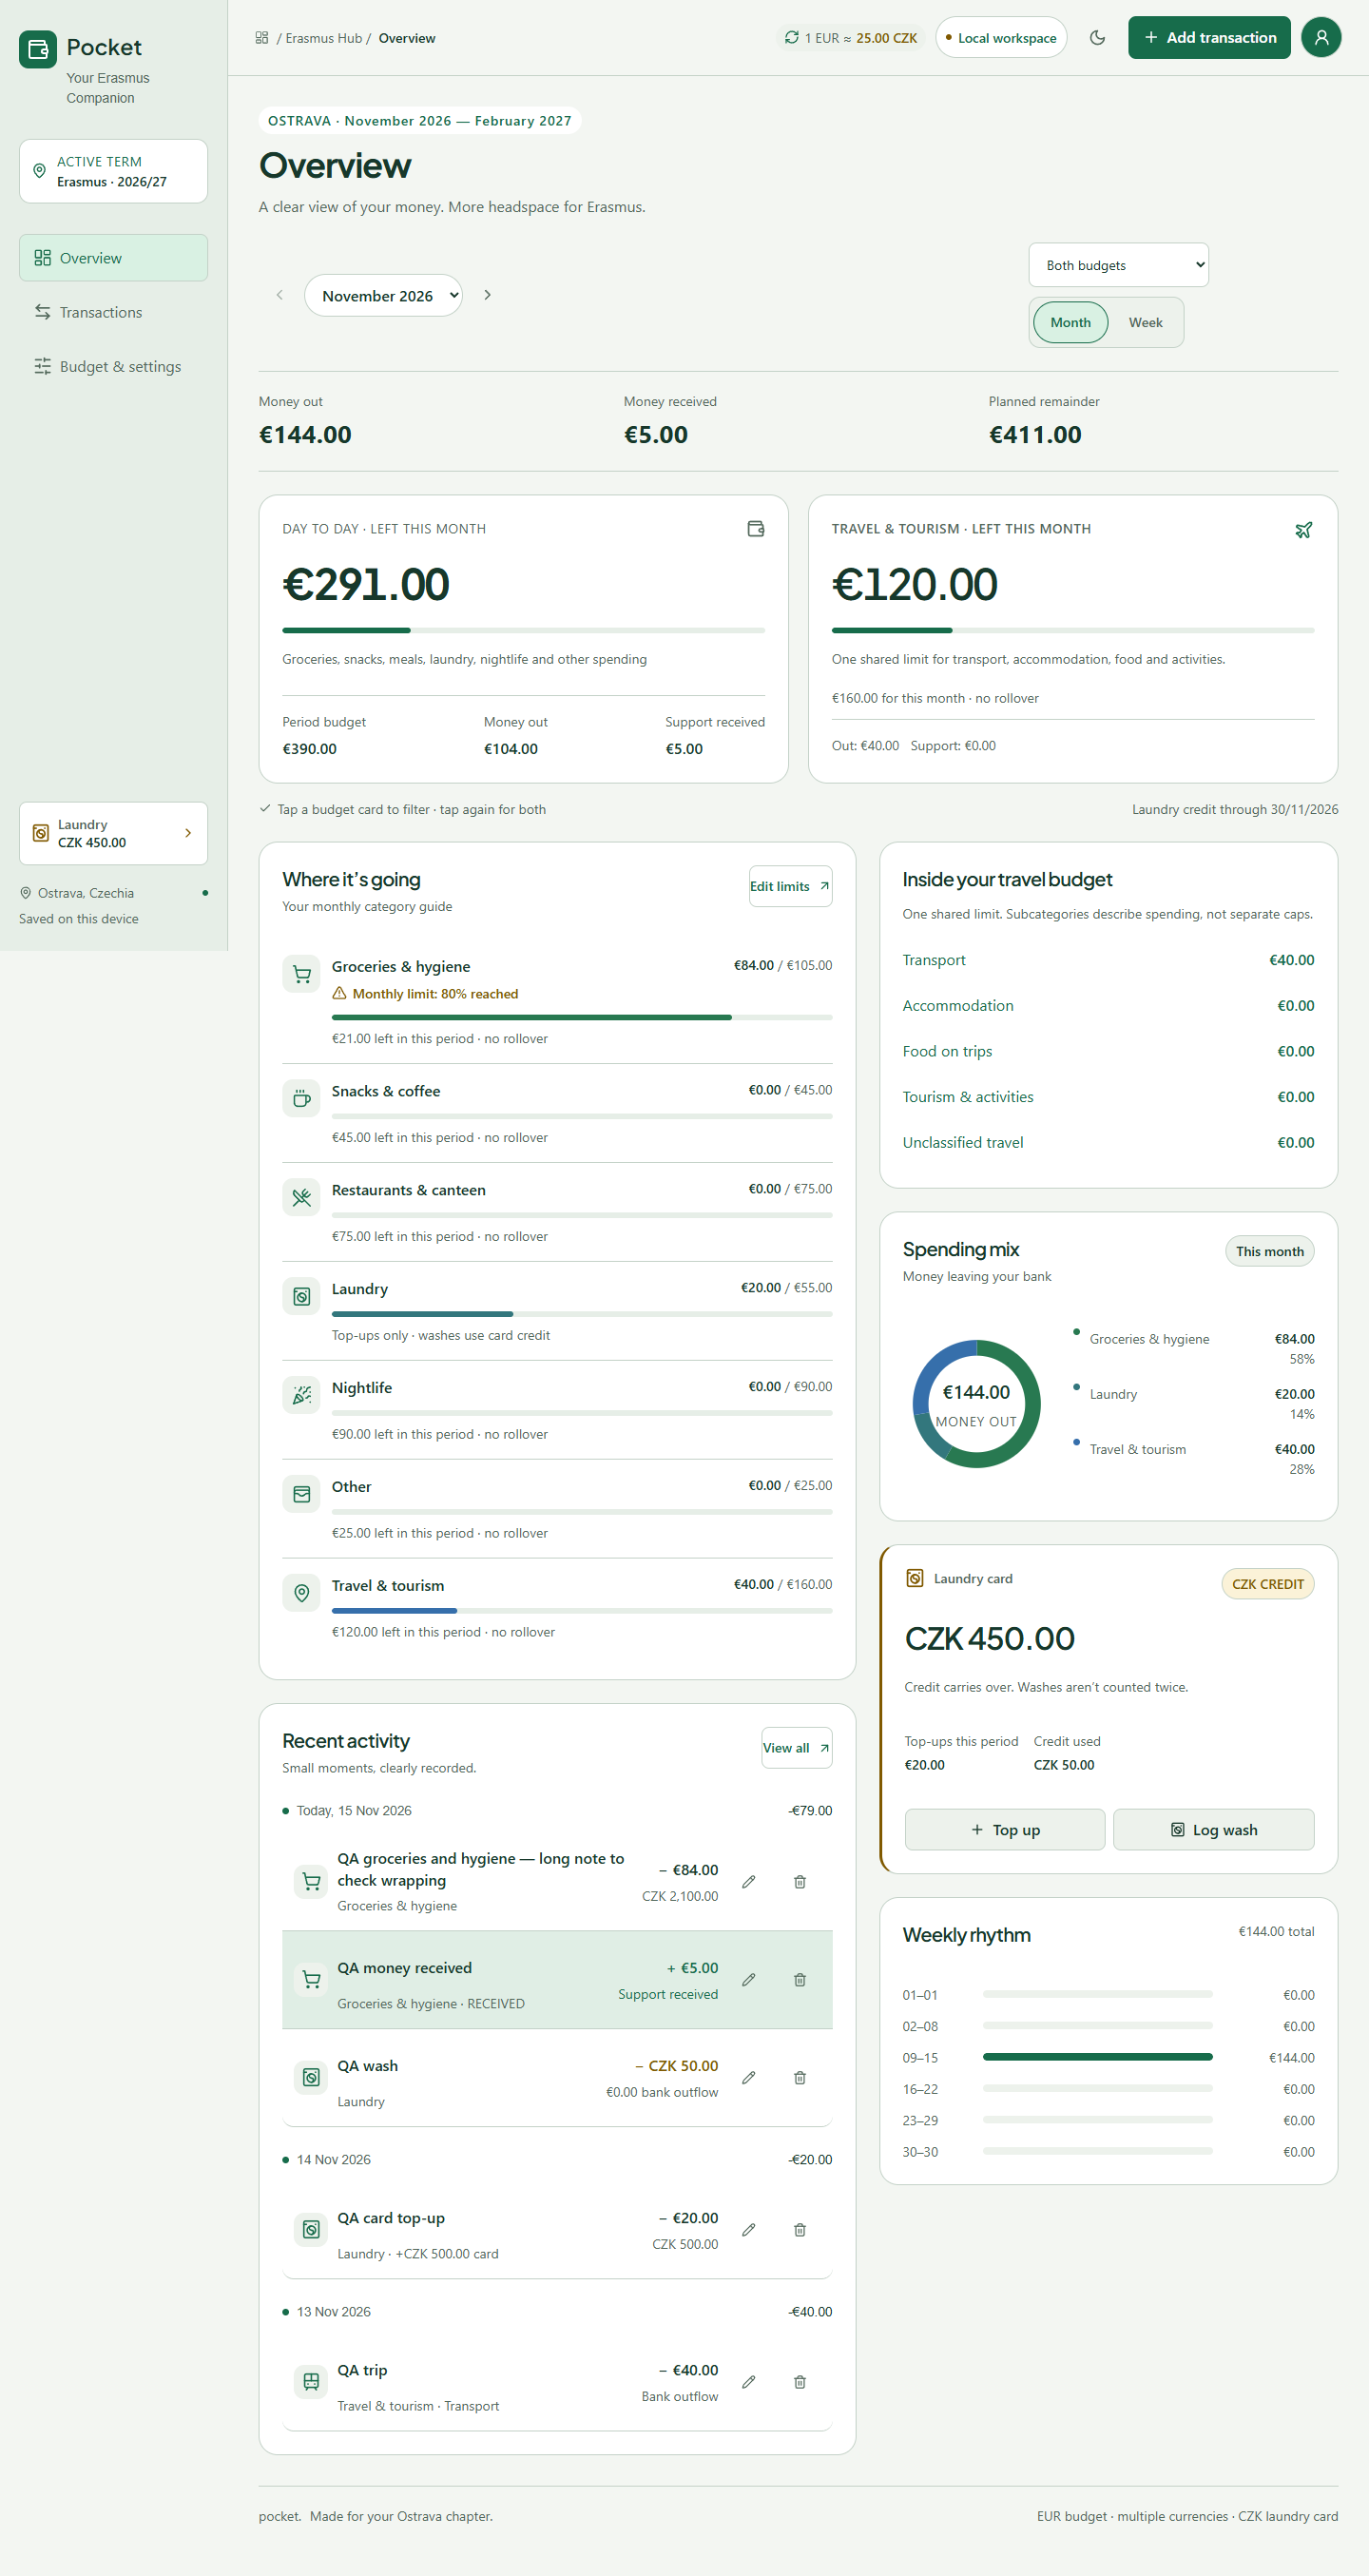 Pocket
Your Erasmus
Companion
ACTIVE TERM
Erasmus · 2026/27
Overview
Transactions
Budget & settings
Laundry
CZK 450.00
Ostrava, Czechia
Saved on this device
/ Erasmus Hub / Overview
1 EUR ≈ 25.00 CZK
Local workspace
Add transaction
OSTRAVA · November 2026 — February 2027
Overview
A clear view of your money. More headspace for Erasmus.
November 2026
Both budgets
Month Week
Money out
€144.00
Money received
€5.00
Planned remainder
€411.00
DAY TO DAY · LEFT THIS MONTH
€291.00
Groceries, snacks, meals, laundry, nightlife and other spending
Period budget Money out Support received
€390.00 €104.00 €5.00
TRAVEL & TOURISM · LEFT THIS MONTH
€120.00
One shared limit for transport, accommodation, food and activities.
€160.00 for this month · no rollover
Out: €40.00 Support: €0.00
Tap a budget card to filter · tap again for both
Laundry credit through 30/11/2026
Where it’s going
Your monthly category guide
Edit limits
Groceries & hygiene €84.00 / €105.00
Monthly limit: 80% reached
€21.00 left in this period · no rollover
Snacks & coffee €0.00 / €45.00
€45.00 left in this period · no rollover
Restaurants & canteen €0.00 / €75.00
€75.00 left in this period · no rollover
Laundry €20.00 / €55.00
Top-ups only · washes use card credit
Nightlife €0.00 / €90.00
€90.00 left in this period · no rollover
Other €0.00 / €25.00
€25.00 left in this period · no rollover
Travel & tourism €40.00 / €160.00
€120.00 left in this period · no rollover
Recent activity
Small moments, clearly recorded.
View all
Today, 15 Nov 2026 -€79.00
QA groceries and hygiene — long note to
check wrapping
Groceries & hygiene
− €84.00
CZK 2,100.00
QA money received
Groceries & hygiene · RECEIVED
+ €5.00
Support received
QA wash
Laundry
− CZK 50.00
€0.00 bank outflow
14 Nov 2026 -€20.00
QA card top-up
Laundry · +CZK 500.00 card
− €20.00
CZK 500.00
13 Nov 2026 -€40.00
QA trip
Travel & tourism · Transport
− €40.00
Bank outflow
Inside your travel budget
One shared limit. Subcategories describe spending, not separate caps.
Transport €40.00
Accommodation €0.00
Food on trips €0.00
Tourism & activities €0.00
Unclassified travel €0.00
Spending mix
Money leaving your bank
This month
€144.00
MONEY OUT
Groceries & hygiene €84.00
58%
Laundry €20.00
14%
Travel & tourism €40.00
28%
Laundry card
CZK CREDIT
CZK 450.00
Credit carries over. Washes aren’t counted twice.
Top-ups this period Credit used
€20.00 CZK 50.00
Top up
Log wash
Weekly rhythm €144.00 total
01–01 €0.00
02–08 €0.00
09–15 €144.00
16–22 €0.00
23–29 €0.00
30–30 €0.00
pocket. Made for your Ostrava chapter.
EUR budget · multiple currencies · CZK laundry card